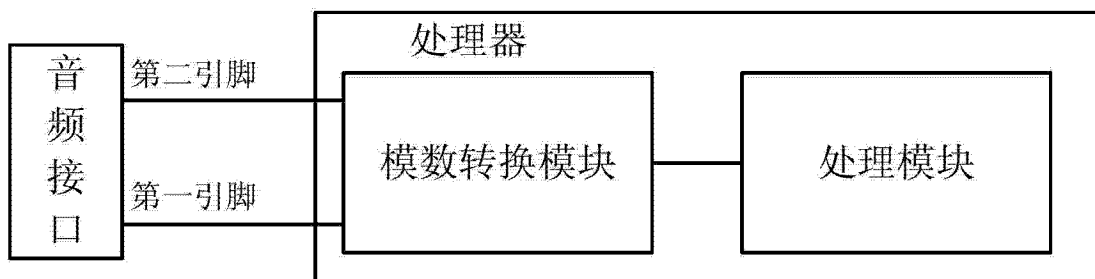 处理器
音频接口
第二引脚
第一引脚
模数转换模块
处理模块